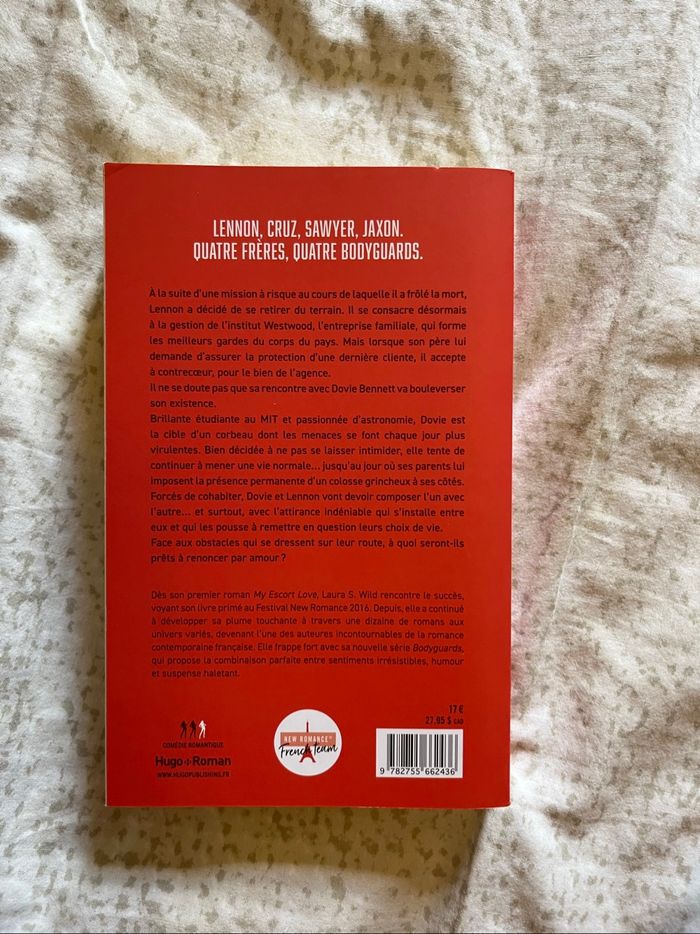 LENNON, CRUZ, SAWYER, JAXON.
QUATRE FRÈRES, QUATRE BODYGUARDS.
À la suite d'une mission à risque au cours de laquelle il a frôlé la mort,
Lennon a décidé de se retirer du terrain. Il se consacre désormais
à la gestion de l'institut Westwood, l'entreprise familiale, qui forme
les meilleurs gardes du corps du pays. Mais lorsque son père lui
demande d'assurer la protection d'une dernière cliente, il accepte
à contrecœur, pour le bien de l'agence.
Il ne se doute pas que sa rencontre avec Dovie Bennett va bouleverser
son existence.
Brillante étudiante au MIT et passionnée d'astronomie, Dovie est
la cible d'un corbeau dont les menaces se font chaque jour plus
virulentes. Bien décidée à ne pas se laisser intimider, elle tente de
continuer à mener une vie normale... jusqu'au jour où ses parents lui
imposent la présence permanente d'un colosse grincheux à ses côtés.
Forcés de cohabiter, Dovie et Lennon vont devoir composer l'un avec
l'autre... et surtout, avec l'attirance indéniable qui s'installe entre
eux et qui les pousse à remettre en question leurs choix de vie.
Face aux obstacles qui se dressent sur leur route, à quoi seront-ils
prêts à renoncer par amour ?
Dès son premier roman My Escort Love, Laura S. Wild rencontre le succès,
voyant son livre primé au Festival New Romance 2016. Depuis, elle a continué
à développer sa plume touchante à travers une dizaine de romans aux
univers variés, devenant l'une des auteures incontournables de la romance
contemporaine française. Elle frappe fort avec sa nouvelle série Bodyguards,
qui propose la combinaison parfaite entre sentiments irrésistibles, humour
et suspense haletant.
17 €
27,95 $ CAD
COMÉDIE ROMANTIQUE
Hugo Roman
WWW.HUGOPUBLISHING.FR
NEW ROMANCE
French Team
9 782755 662436